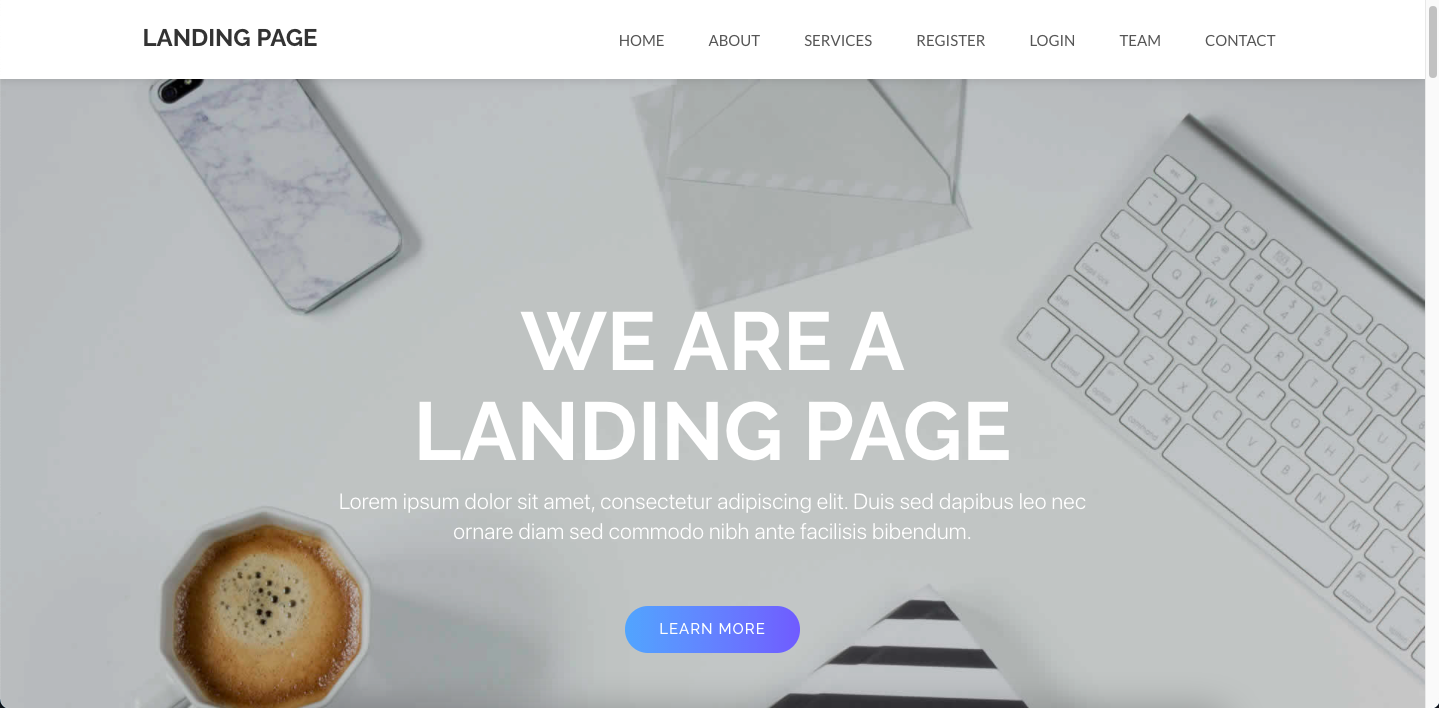 LANDING PAGE
HOME ABOUT SERVICES REGISTER LOGIN TEAM CONTACT
WE ARE A
LANDING PAGE
Lorem ipsum dolor sit amet, consectetur adipiscing elit. Duis sed dapibus leo nec
ornare diam sed commodo nibh ante facilisis bibendum.
LEARN MORE